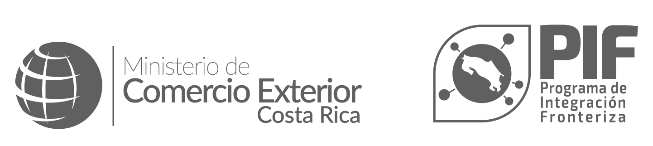 Ministerio de
Comercio Exterior
Costa Rica
PIF
Programa de
Integración
Fronteriza